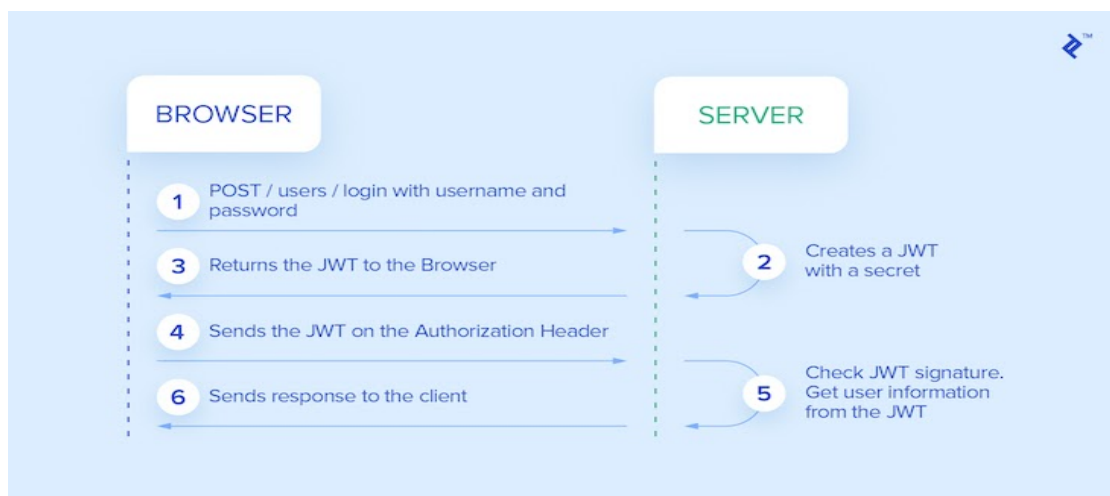 TM
BROWSER
SERVER
1
POST / users / login with username and
password
2
Creates a JWT
with a secret
3
Returns the JWT to the Browser
4
Sends the JWT on the Authorization Header
5
Check JWT signature.
Get user information
from the JWT
6
Sends response to the client